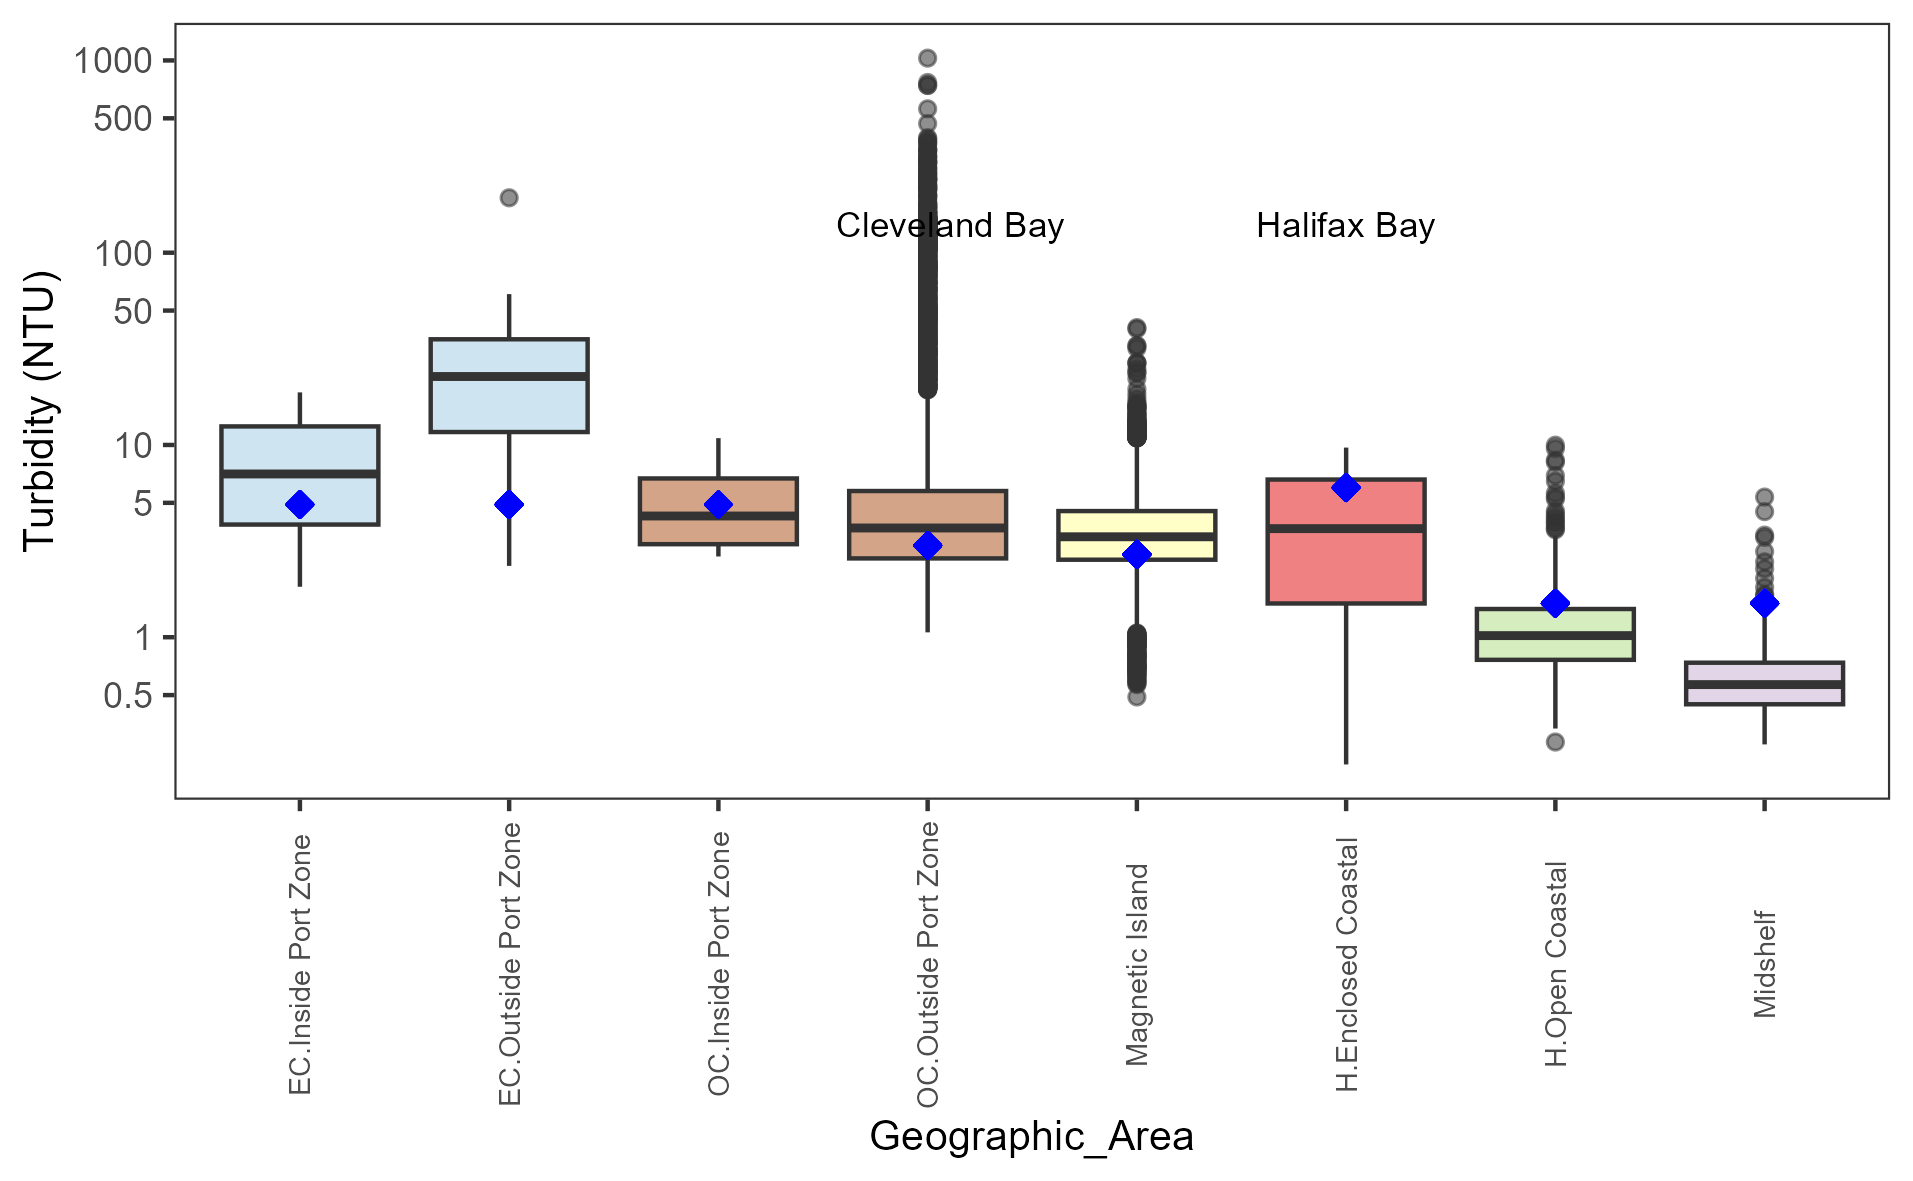 1000
500
100
50
10
5
1
0.5
Turbidity (NTU)
Cleveland Bay
Halifax Bay
EC.Inside Port Zone
EC.Outside Port Zone
OC.Inside Port Zone
OC.Outside Port Zone
Magnetic Island
H.Enclosed Coastal
H.Open Coastal
Midshelf
Geographic_Area